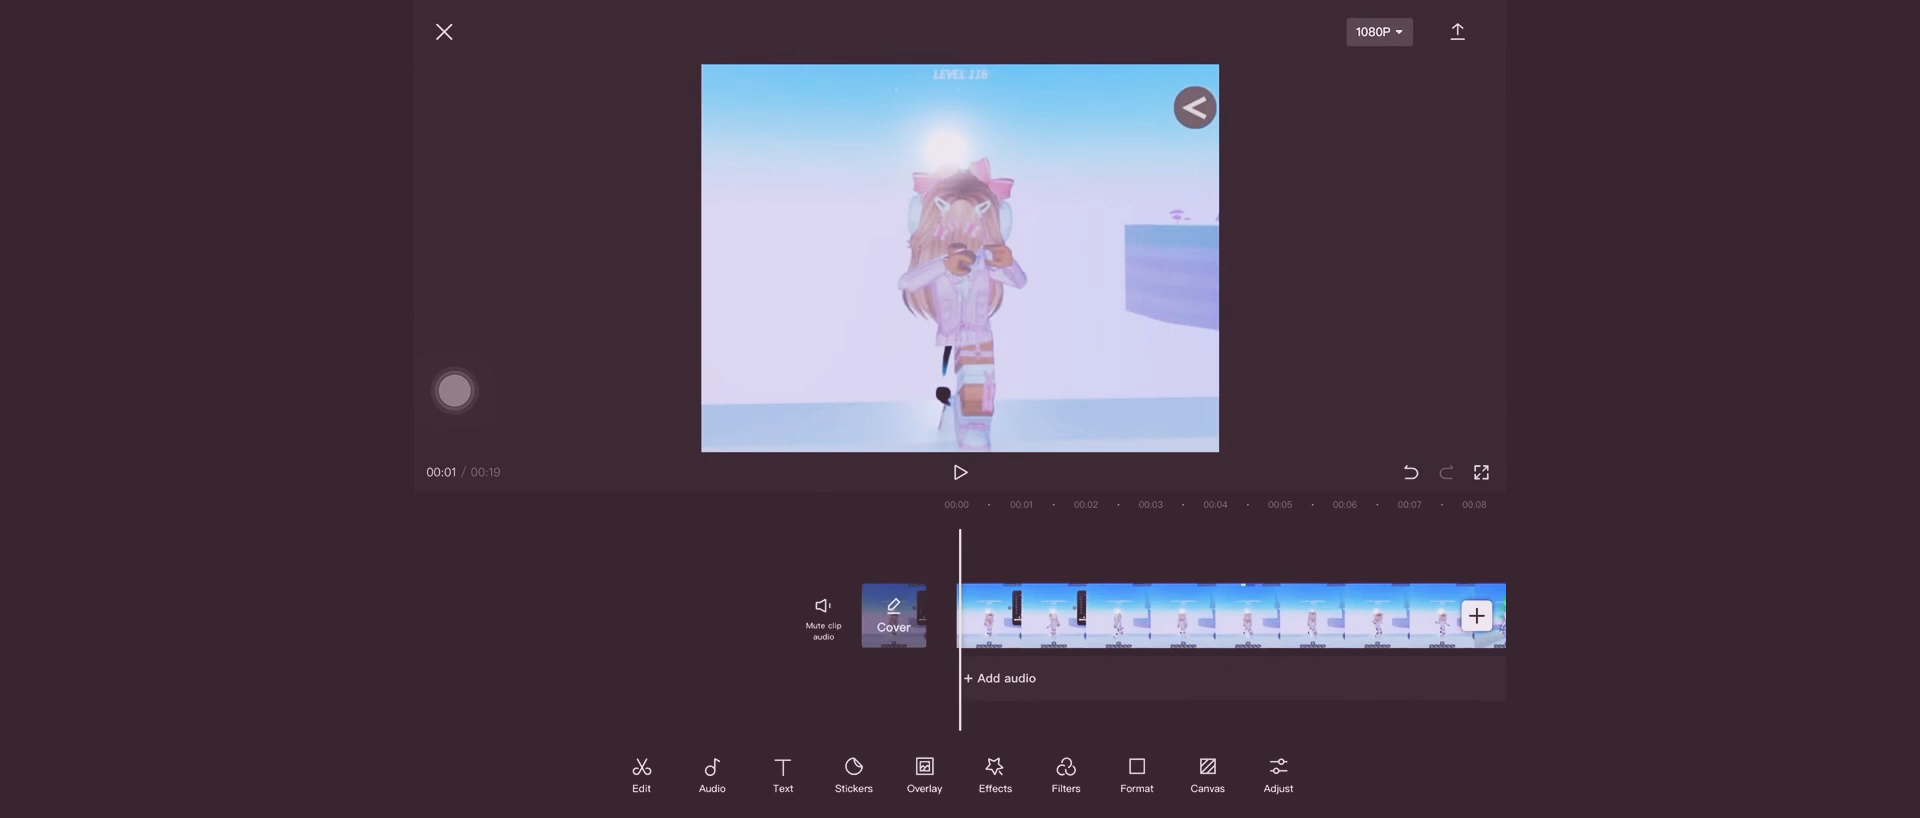 1080P
LEVEL 116
00:01 / 00:19
00:00 00:01 00:02 00:03 00:04 00:05 00:06 00:07 00:08
Mute clip
audio
Cover
+ Add audio
Edit Audio Text Stickers Overlay Effects Filters Format Canvas Adjust